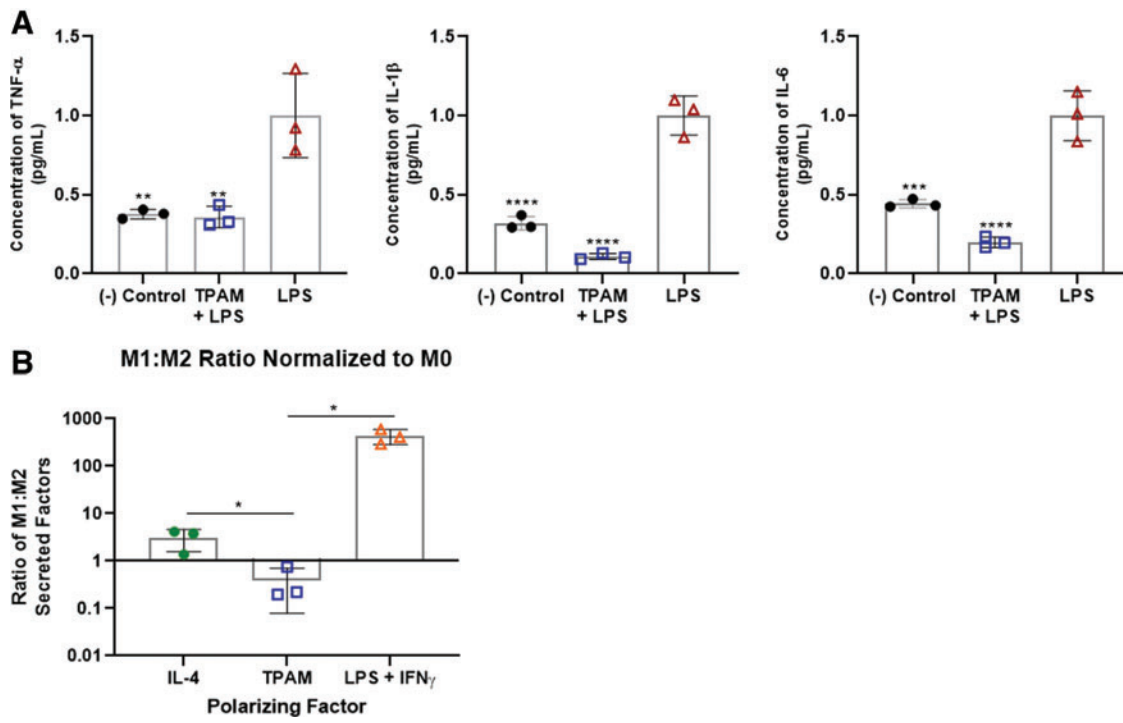 A
Concentration of TNF-α
(pg/mL)
1.5
1.0
0.5
0.0
**
**
(-) Control
TPAM
+ LPS
LPS
Concentration of IL-1β
(pg/mL)
1.5
1.0
0.5
0.0
****
****
(-) Control
TPAM
+ LPS
LPS
Concentration of IL-6
(pg/mL)
1.5
1.0
0.5
0.0
***
****
(-) Control
TPAM
+ LPS
LPS
B
M1:M2 Ratio Normalized to M0
Ratio of M1:M2
Secreted Factors
1000
100
10
1
0.1
0.01
*
*
IL-4
TPAM
LPS + IFNγ
Polarizing Factor